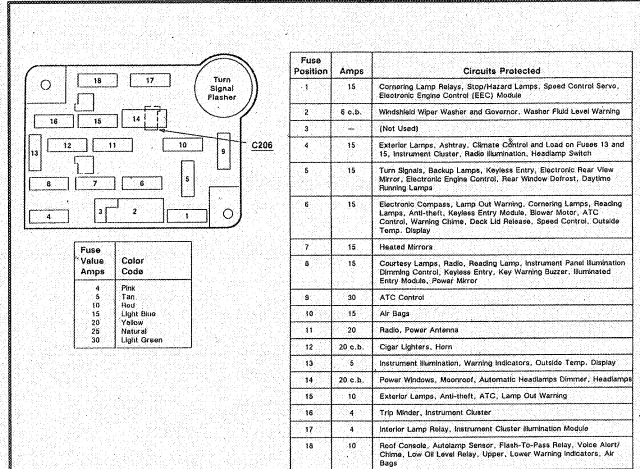 18
17
Turn
Signal
Flasher
16
15
14
12
11
10
9
C206
13
8
7
6
5
4
3
2
1
Fuse
Value
Amps
Color
Code
4 Pink
5 Tan
10 Red
15 Light Blue
20 Yellow
25 Natural
30 Light Green
Fuse
Position Amps Circuits Protected
1 15 Cornering Lamp Relays, Stop/Hazard Lamps, Speed Control Servo,
Electronic Engine Control (EEC) Module
2 6 c.b. Windshield Wiper Washer and Governor, Washer Fluid Level Warning
3 — (Not Used)
4 15 Exterior Lamps, Ashtray, Climate Control and Load on Fuses 13 and
15, Instrument Cluster, Radio Illumination, Headlamp Switch
5 15 Turn Signals, Backup Lamps, Keyless Entry, Electronic Rear View
Mirror, Electronic Engine Control, Rear Window Defrost, Daytime
Running Lamps
6 15 Electronic Compass, Lamp Out Warning, Cornering Lamps, Reading
Lamps, Anti-theft, Keyless Entry Module, Blower Motor, ATC
Control, Warning Chime, Deck Lid Release, Speed Control, Outside
Temp. Display
7 15 Heated Mirrors
8 15 Courtesy Lamps, Radio, Reading Lamp, Instrument Panel Illumination
Dimming Control, Keyless Entry, Key Warning Buzzer, Illuminated
Entry Module, Power Mirror
9 30 ATC Control
10 15 Air Bags
11 20 Radio, Power Antenna
12 20 c.b. Cigar Lighters, Horn
13 5 Instrument Illumination, Warning Indicators, Outside Temp. Display
14 20 c.b. Power Windows, Moonroof, Automatic Headlamps Dimmer, Headlamps
15 10 Exterior Lamps, Anti-theft, ATC, Lamp Out Warning
16 4 Trip Minder, Instrument Cluster
17 4 Interior Lamp Relay, Instrument Cluster Illumination Module
18 10 Roof Console, Autolamp Sensor, Flash-To-Pass Relay, Voice Alert/
Chime, Low Oil Level Relay, Upper, Lower Warning Indicators, Air
Bags